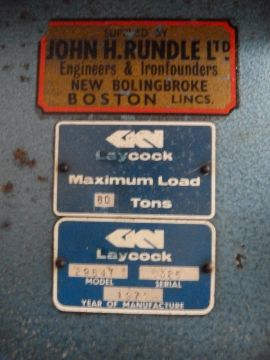 SUPPLIED BY
JOHN H. RUNDLE LTD
Engineers & Ironfounders
NEW BOLINGBROKE
BOSTON LINCS.
GKN
Laycock
Maximum Load
80 Tons
GKN
Laycock
MODEL SERIAL
YEAR OF MANUFACTURE